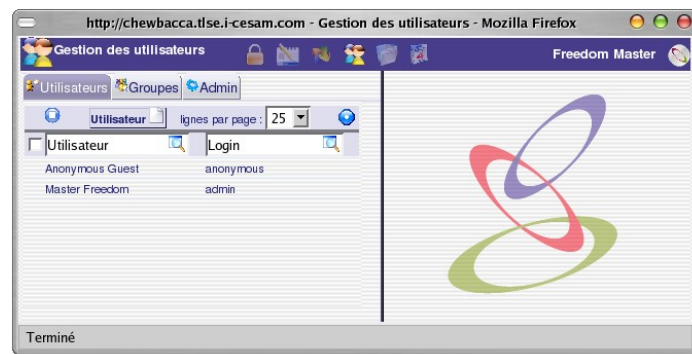 http://chewbacca.tlse.i-cesam.com - Gestion des utilisateurs - Mozilla Firefox
Gestion des utilisateurs
Freedom Master
Utilisateurs Groupes Admin
Utilisateur lignes par page : 25
Utilisateur Login
Anonymous Guest anonymous
Master Freedom admin
Terminé